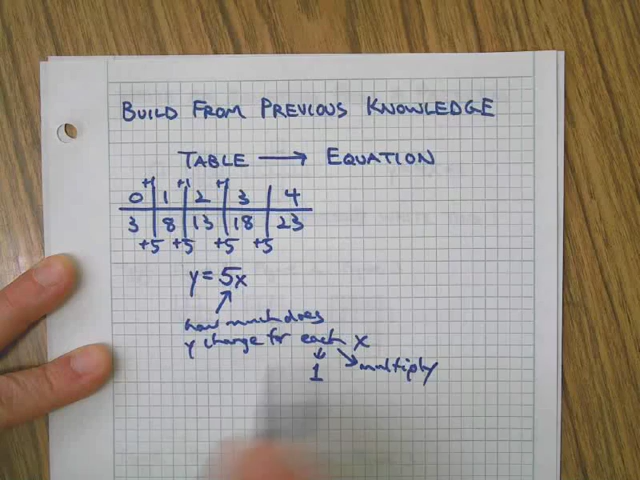 BUILD FROM PREVIOUS KNOWLEDGE
TABLE → EQUATION
+1 +1 +1
0 1 2 3 4
3 8 13 18 23
+5 +5 +5 +5
y = 5x
how much does
y change for each x
1 multiply